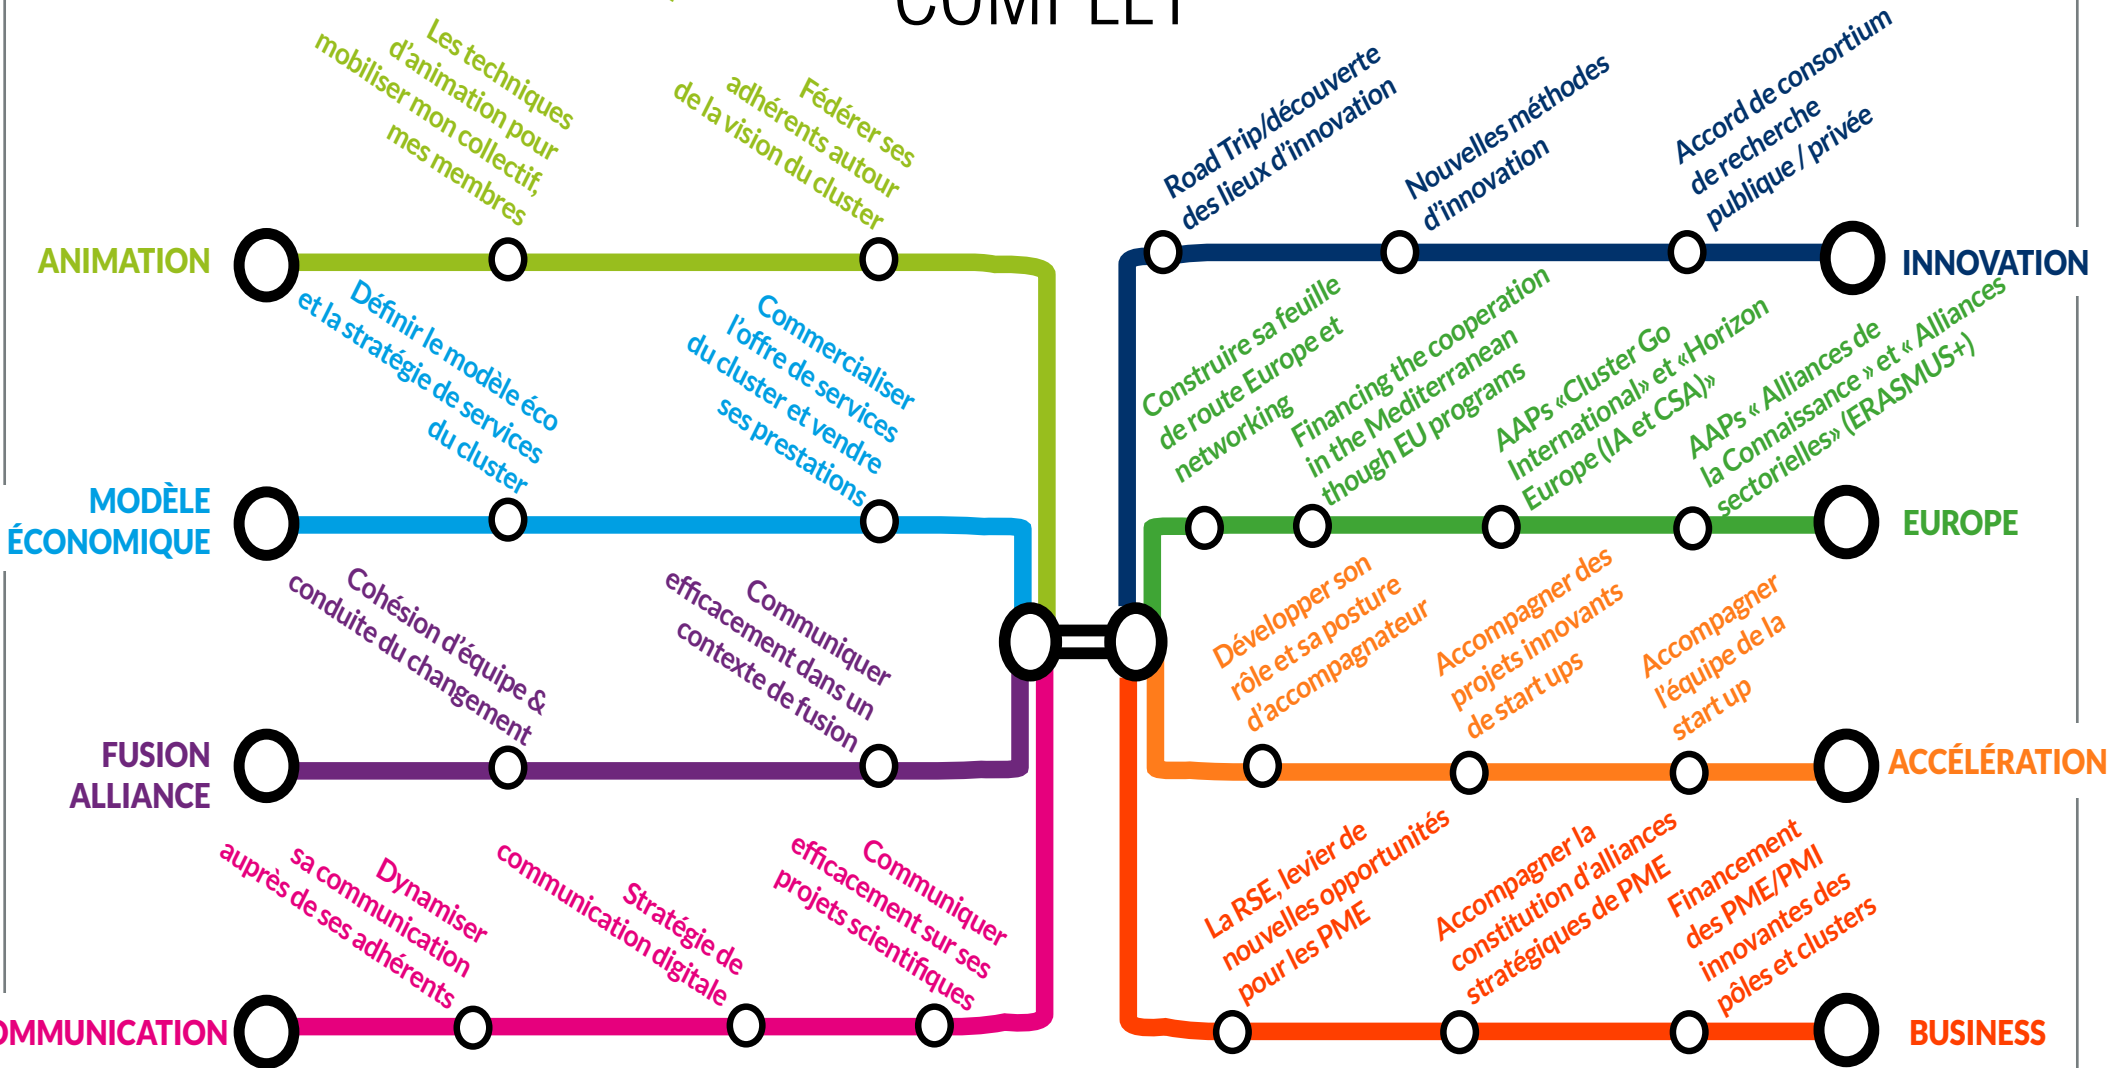 COMPLET
Les techniques
d'animation pour
mobiliser mon collectif,
mes membres
Fédérer ses
adhérents autour
de la vision du cluster
ANIMATION
Définir le modèle éco
et la stratégie de services
du cluster
Commercialiser
l'offre de services
du cluster et vendre
ses prestations
MODÈLE
ÉCONOMIQUE
Cohésion d'équipe &
conduite du changement
Communiquer
efficacement dans un
contexte de fusion
FUSION
ALLIANCE
Dynamiser
sa communication
auprès de ses adhérents
Stratégie de
communication digitale
Communiquer
efficacement sur ses
projets scientifiques
OMMUNICATION
Road Trip/découverte
des lieux d'innovation
Nouvelles méthodes
d'innovation
Accord de consortium
de recherche
publique / privée
INNOVATION
Construire sa feuille
de route Europe et
networking
Financing the cooperation
in the Mediterranean
though EU programs
AAPs «Cluster Go
International» et «Horizon
Europe (IA et CSA)»
AAPs « Alliances de
la Connaissance » et « Alliances
sectorielles» (ERASMUS+)
EUROPE
Développer son
rôle et sa posture
d'accompagnateur
Accompagner des
projets innovants
de start ups
Accompagner
l'équipe de la
start up
ACCÉLÉRATION
La RSE, levier de
nouvelles opportunités
pour les PME
Accompagner la
constitution d'alliances
stratégiques de PME
Financement
des PME/PMI
innovantes des
pôles et clusters
BUSINESS